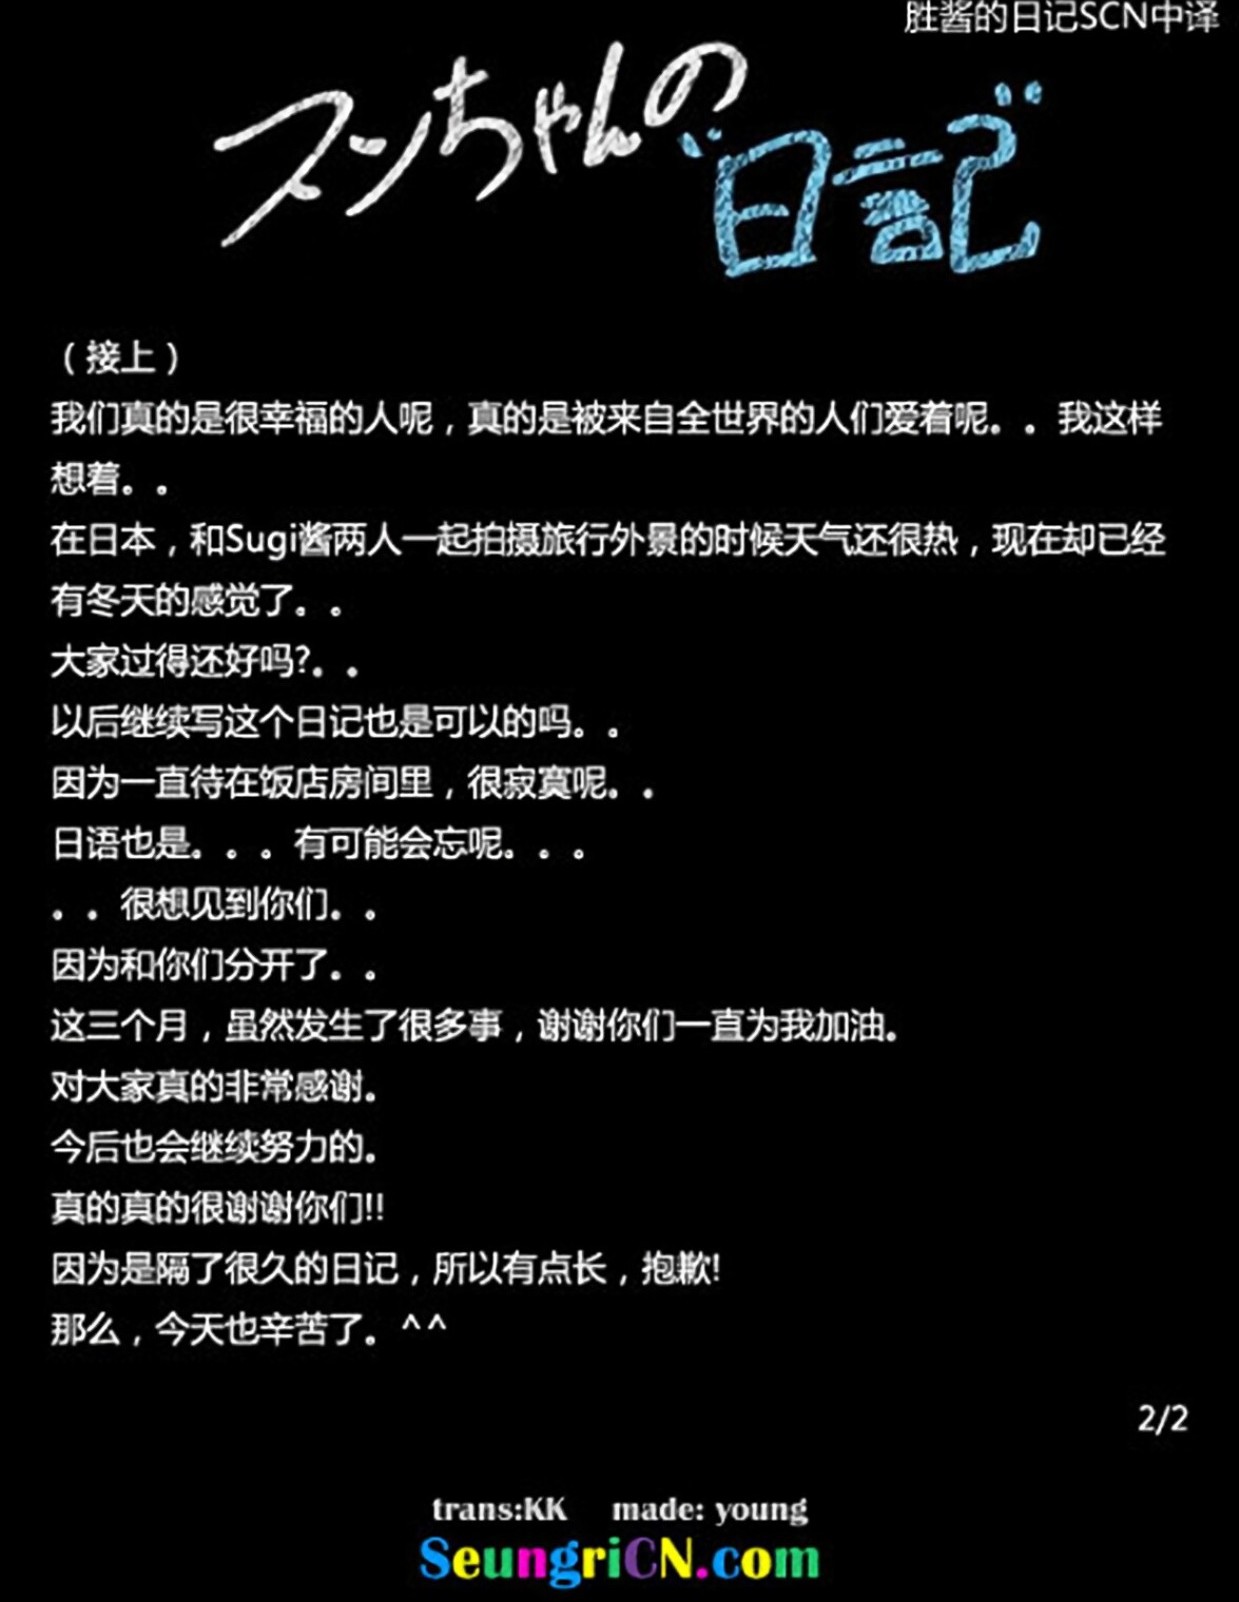 胜酱的日记SCN中译
スンちゃんの
"日記"
（接上）
我们真的是很幸福的人呢，真的是被来自全世界的人们爱着呢。。我这样
想着。。
在日本，和Sugi酱两人一起拍摄旅行外景的时候天气还很热，现在却已经
有冬天的感觉了。。
大家过得还好吗?。。
以后继续写这个日记也是可以的吗。。
因为一直待在饭店房间里，很寂寞呢。。
日语也是。。。有可能会忘呢。。。
。。很想见到你们。。
因为和你们分开了。。
这三个月，虽然发生了很多事，谢谢你们一直为我加油。
对大家真的非常感谢。
今后也会继续努力的。
真的真的很谢谢你们!!
因为是隔了很久的日记，所以有点长，抱歉!
那么，今天也辛苦了。^^
2/2
trans:KK made: young
SeungriCN.com